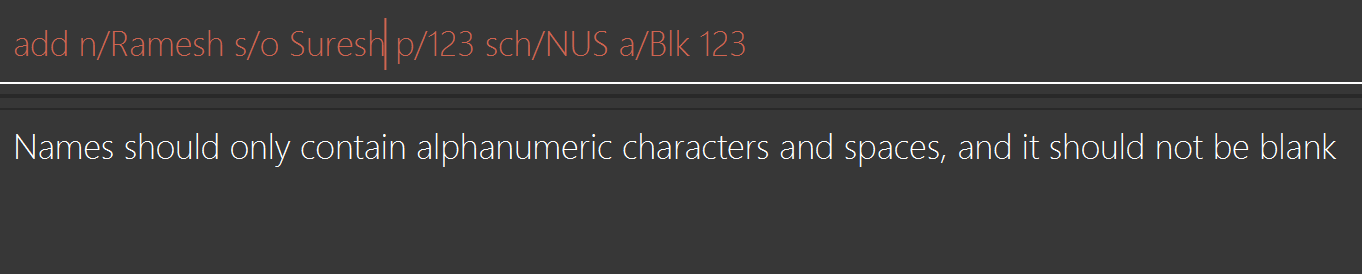 add n/Ramesh s/o Suresh p/123 sch/NUS a/Blk 123
Names should only contain alphanumeric characters and spaces, and it should not be blank